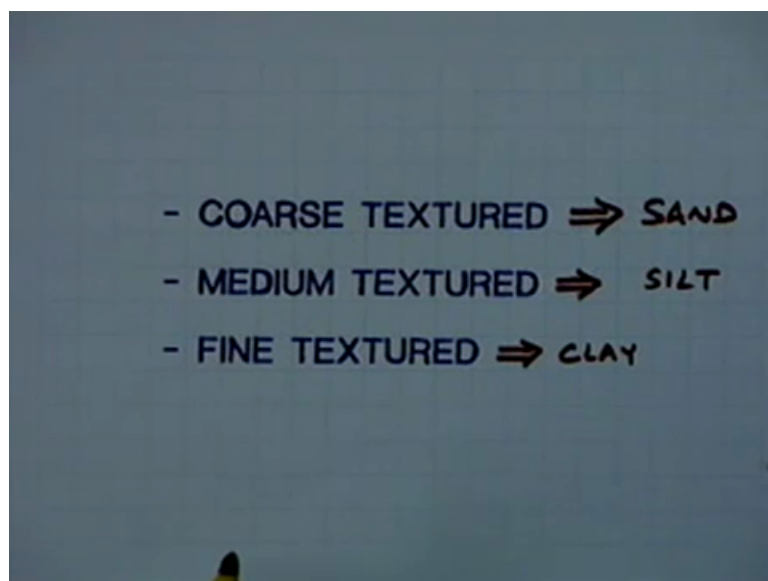 - COARSE TEXTURED ⇒ SAND
- MEDIUM TEXTURED ⇒ SILT
- FINE TEXTURED ⇒ CLAY